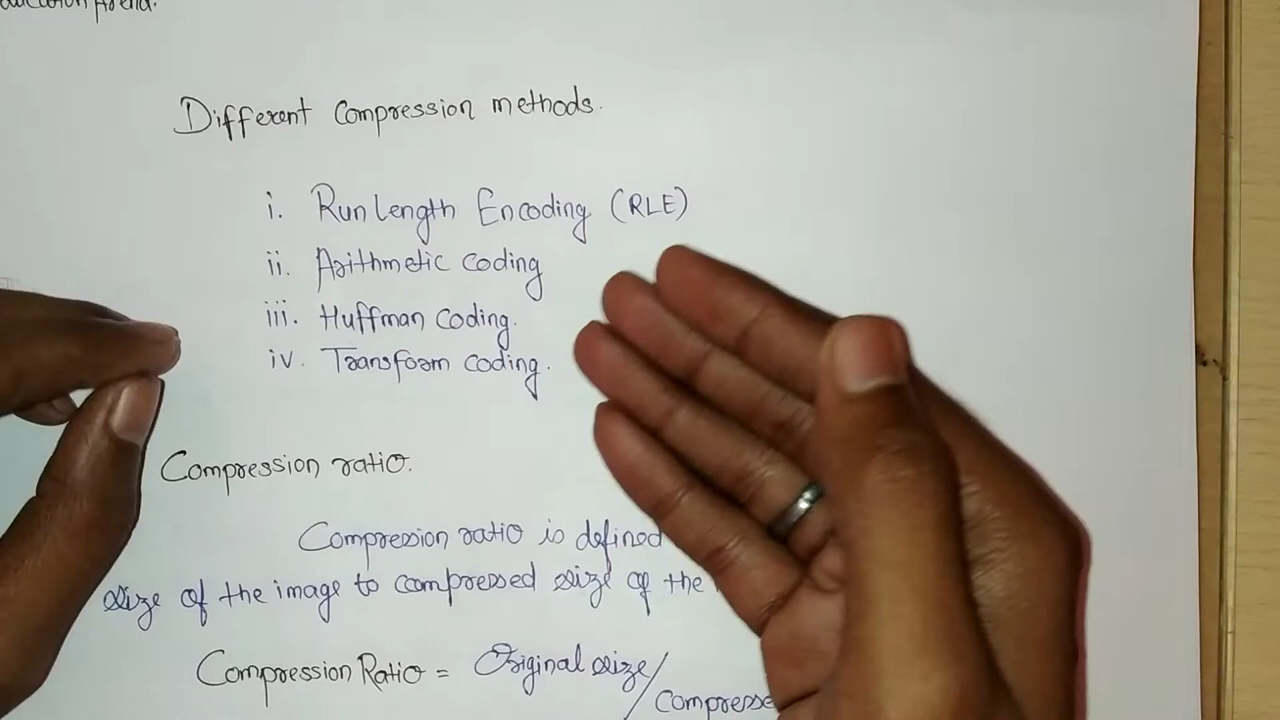 Different Compression methods.
i. Run length Encoding (RLE)
ii. Arithmetic Coding
iii. Huffman Coding.
iv. Transform coding.
Compression ratio.
Compression ratio is defined
size of the image to compressed size of the
Compression Ratio = Original size/